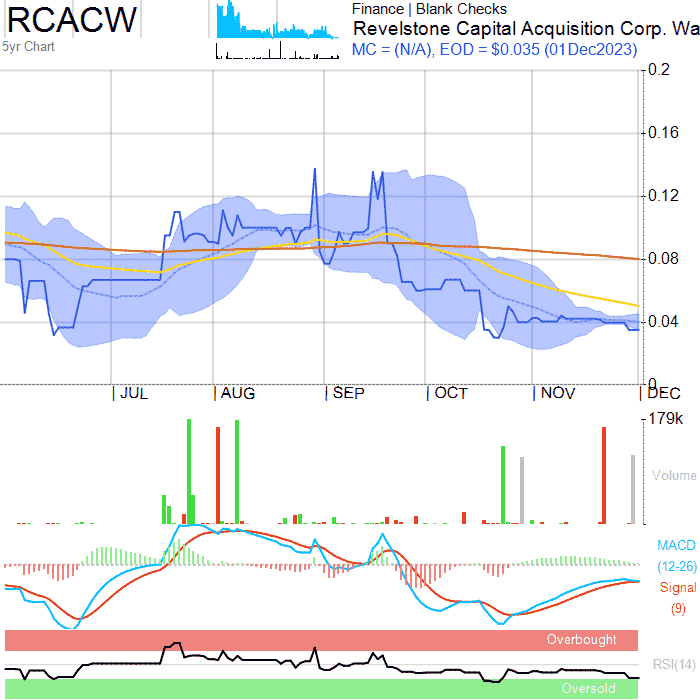 RCACW
5yr Chart
Finance | Blank Checks
Revelstone Capital Acquisition Corp. Wa
MC = (N/A), EOD = $0.035 (01Dec2023)
0.2
0.16
0.12
0.08
0.04
0
JUL AUG SEP OCT NOV DEC
179k
Volume
MACD
(12-26)
Signal
(9)
Overbought
RSI(14)
Oversold